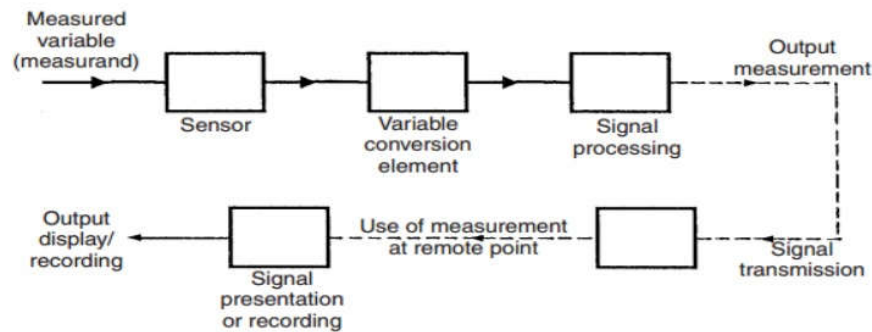 Measured
variable
(measurand)
Sensor
Variable
conversion
element
Signal
processing
Output
measurement
Output
display/
recording
Signal
presentation
or recording
Use of measurement
at remote point
Signal
transmission